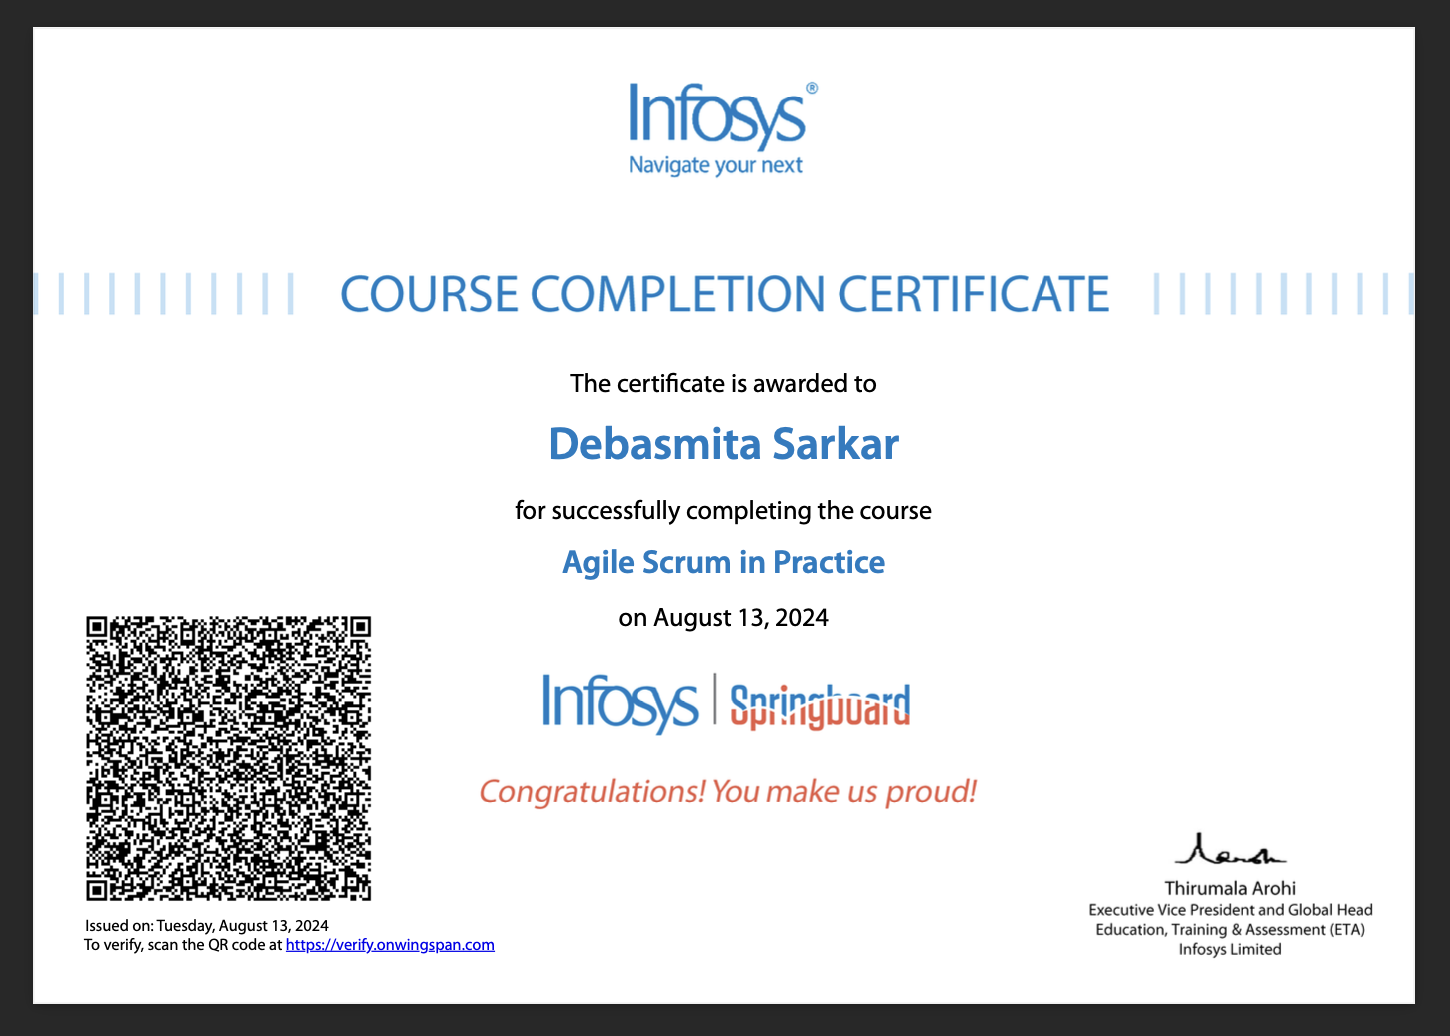 Infosys®
Navigate your next
COURSE COMPLETION CERTIFICATE
The certificate is awarded to
Debasmita Sarkar
for successfully completing the course
Agile Scrum in Practice
on August 13, 2024
Infosys | Springboard
Congratulations! You make us proud!
Issued on: Tuesday, August 13, 2024
To verify, scan the QR code at https://verify.onwingspan.com
Thirumala Arohi
Executive Vice President and Global Head
Education, Training & Assessment (ETA)
Infosys Limited